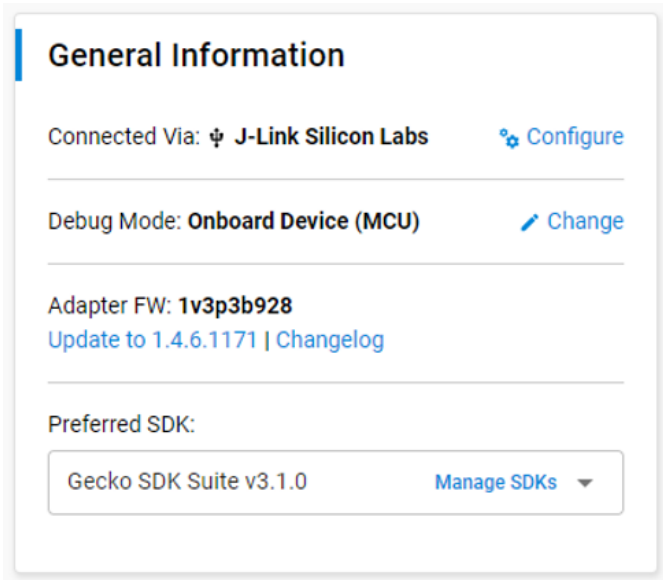 General Information
Connected Via: J-Link Silicon Labs Configure
Debug Mode: Onboard Device (MCU) Change
Adapter FW: 1v3p3b928
Update to 1.4.6.1171 | Changelog
Preferred SDK:
Gecko SDK Suite v3.1.0 Manage SDKs